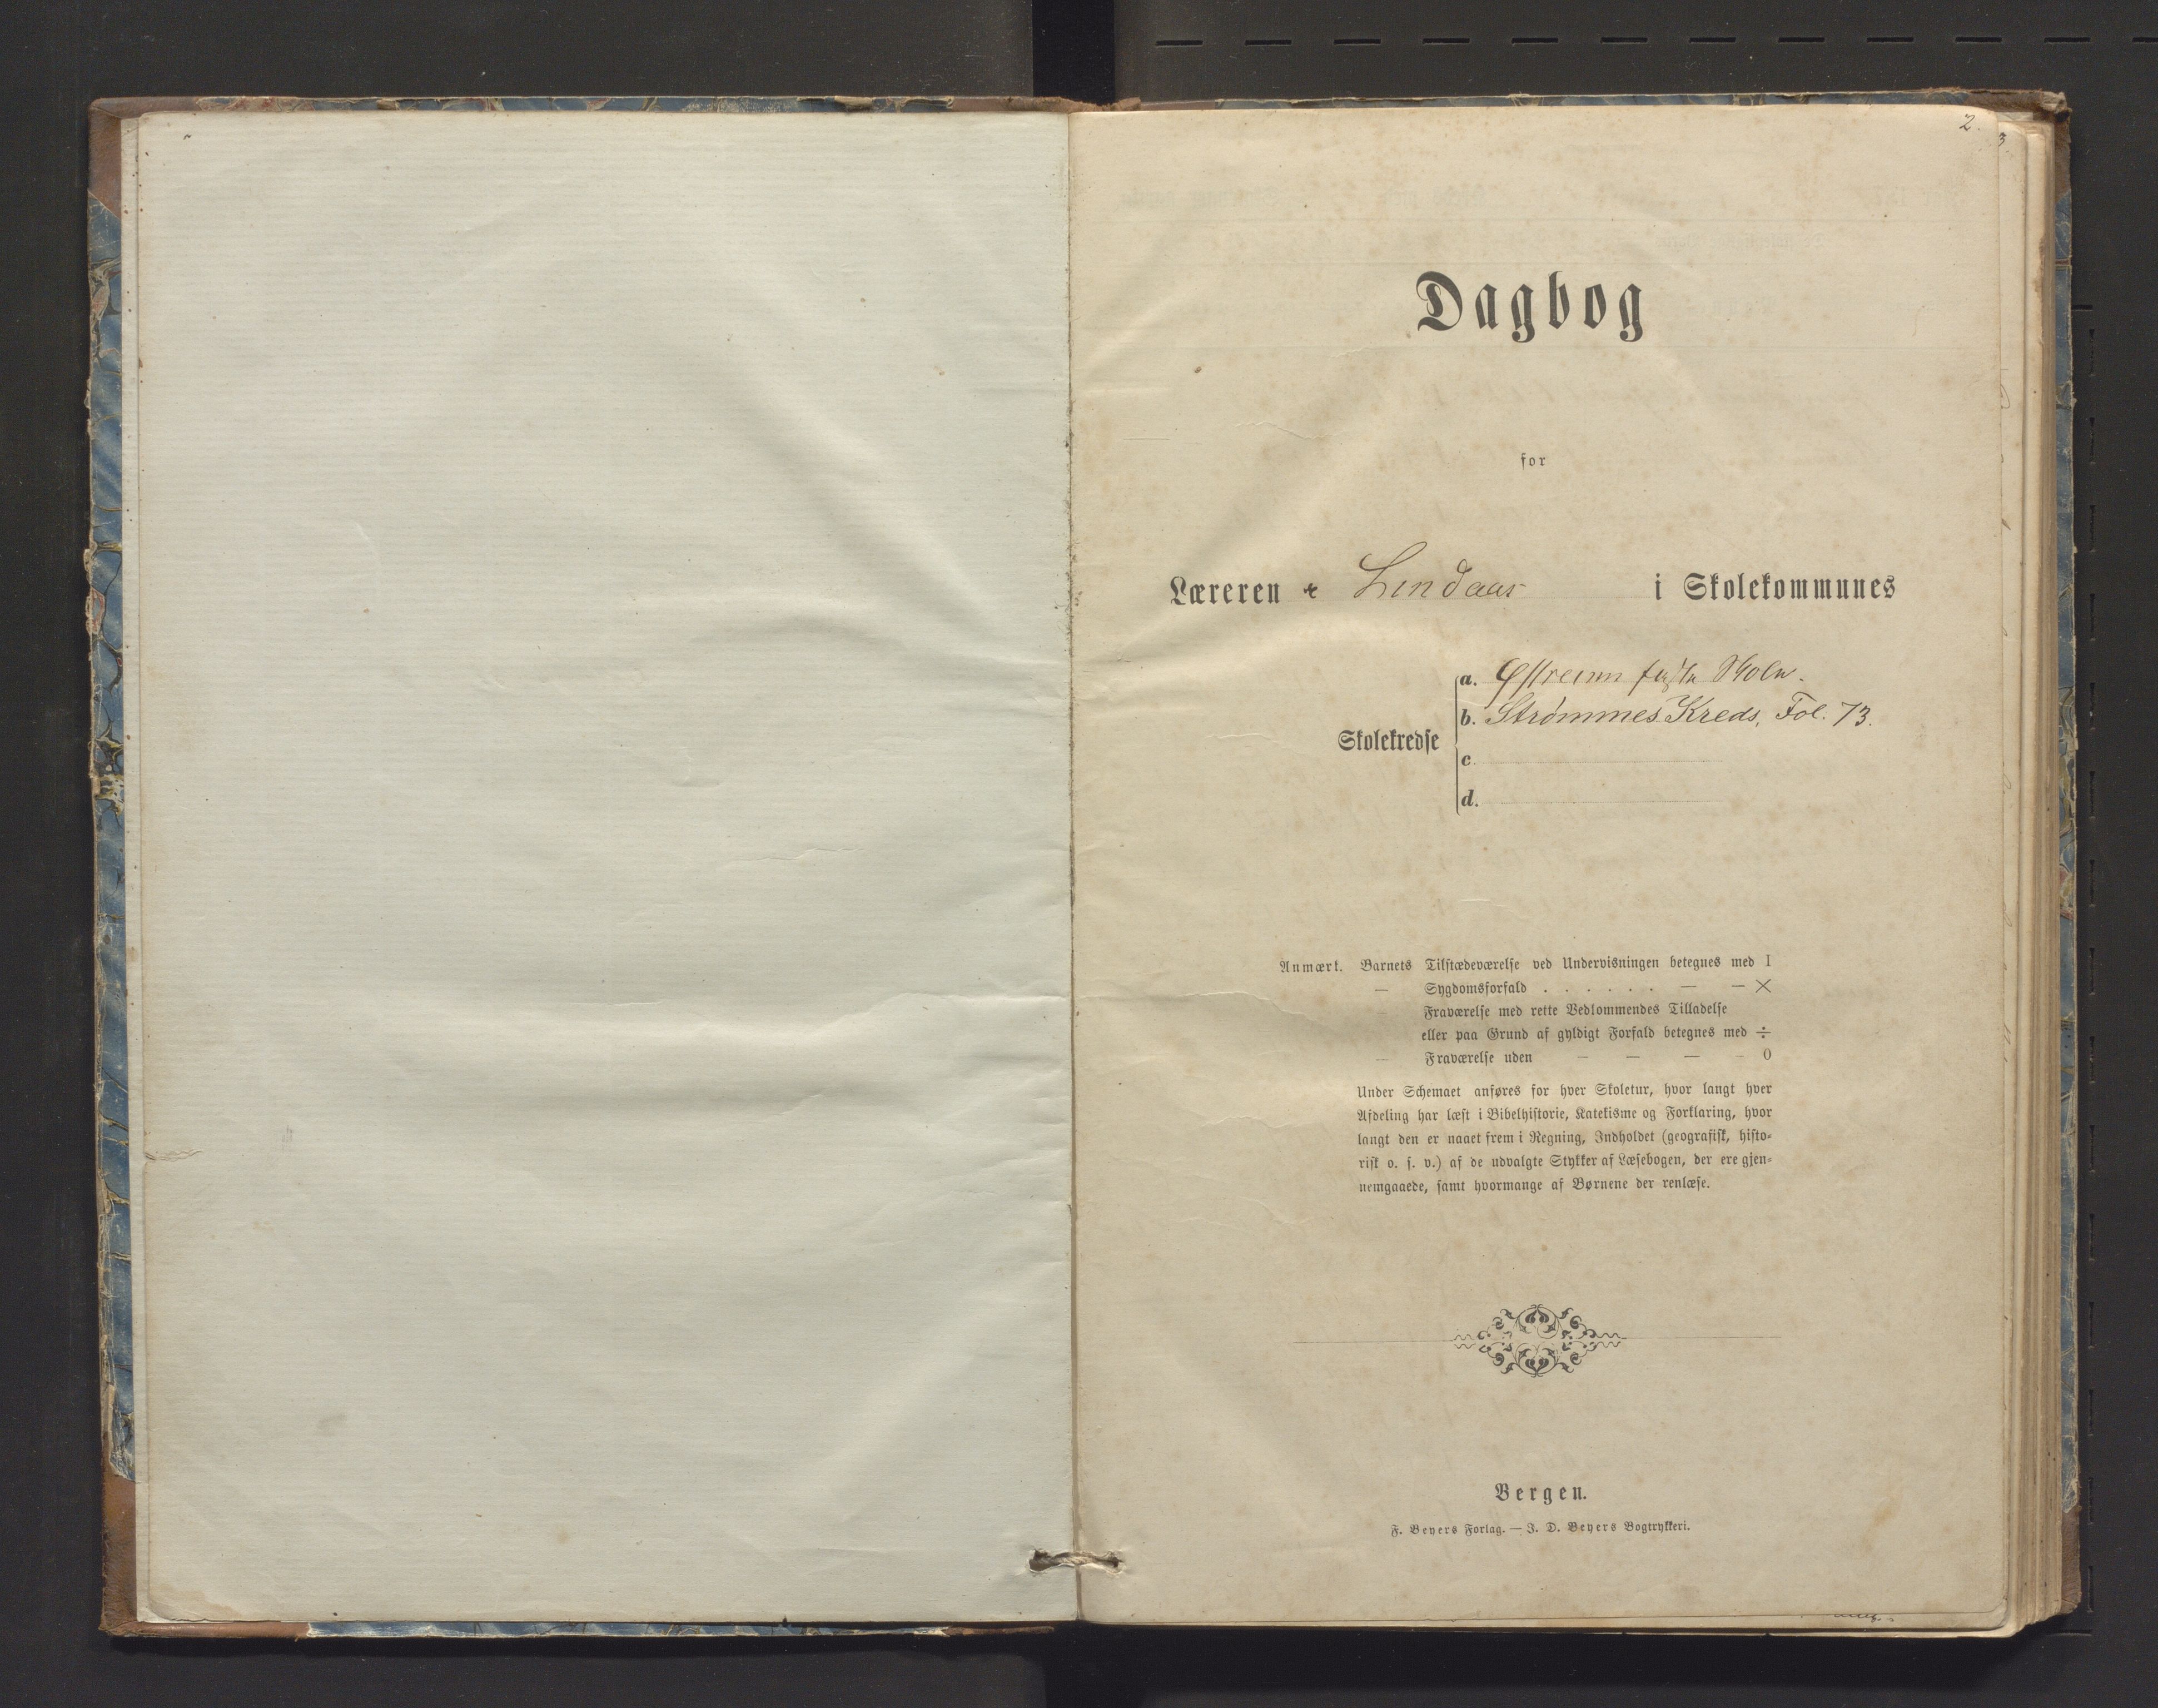 2.
3
Dagbog
for
Læreren i Lindaas i Skolekommunes
Skolekredse
a. Østreim faste Skole.
b. Strømmes Kreds, Fol: 73.
c.
d.
Anmærk. Barnets Tilstædeværelse ved Undervisningen betegnes med I
— Sygdomsforfald . . . . . . — — ×
— Fraværelse med rette Vedkommendes Tilladelse
eller paa Grund af gyldigt Forfald betegnes med ÷
— Fraværelse uden — — — — 0
Under Schemaet anføres for hver Skoletur, hvor langt hver
Afdeling har læst i Bibelhistorie, Katekisme og Forklaring, hvor
langt den er naaet frem i Regning, Indholdet (geografisk, histo-
risk o. s. v.) af de udvalgte Stykker af Læsebogen, der ere gjen-
nemgaaede, samt hvormange af Børnene der renlæse.
Bergen.
F. Beyers Forlag. — J. D. Beyers Bogtrykkeri.